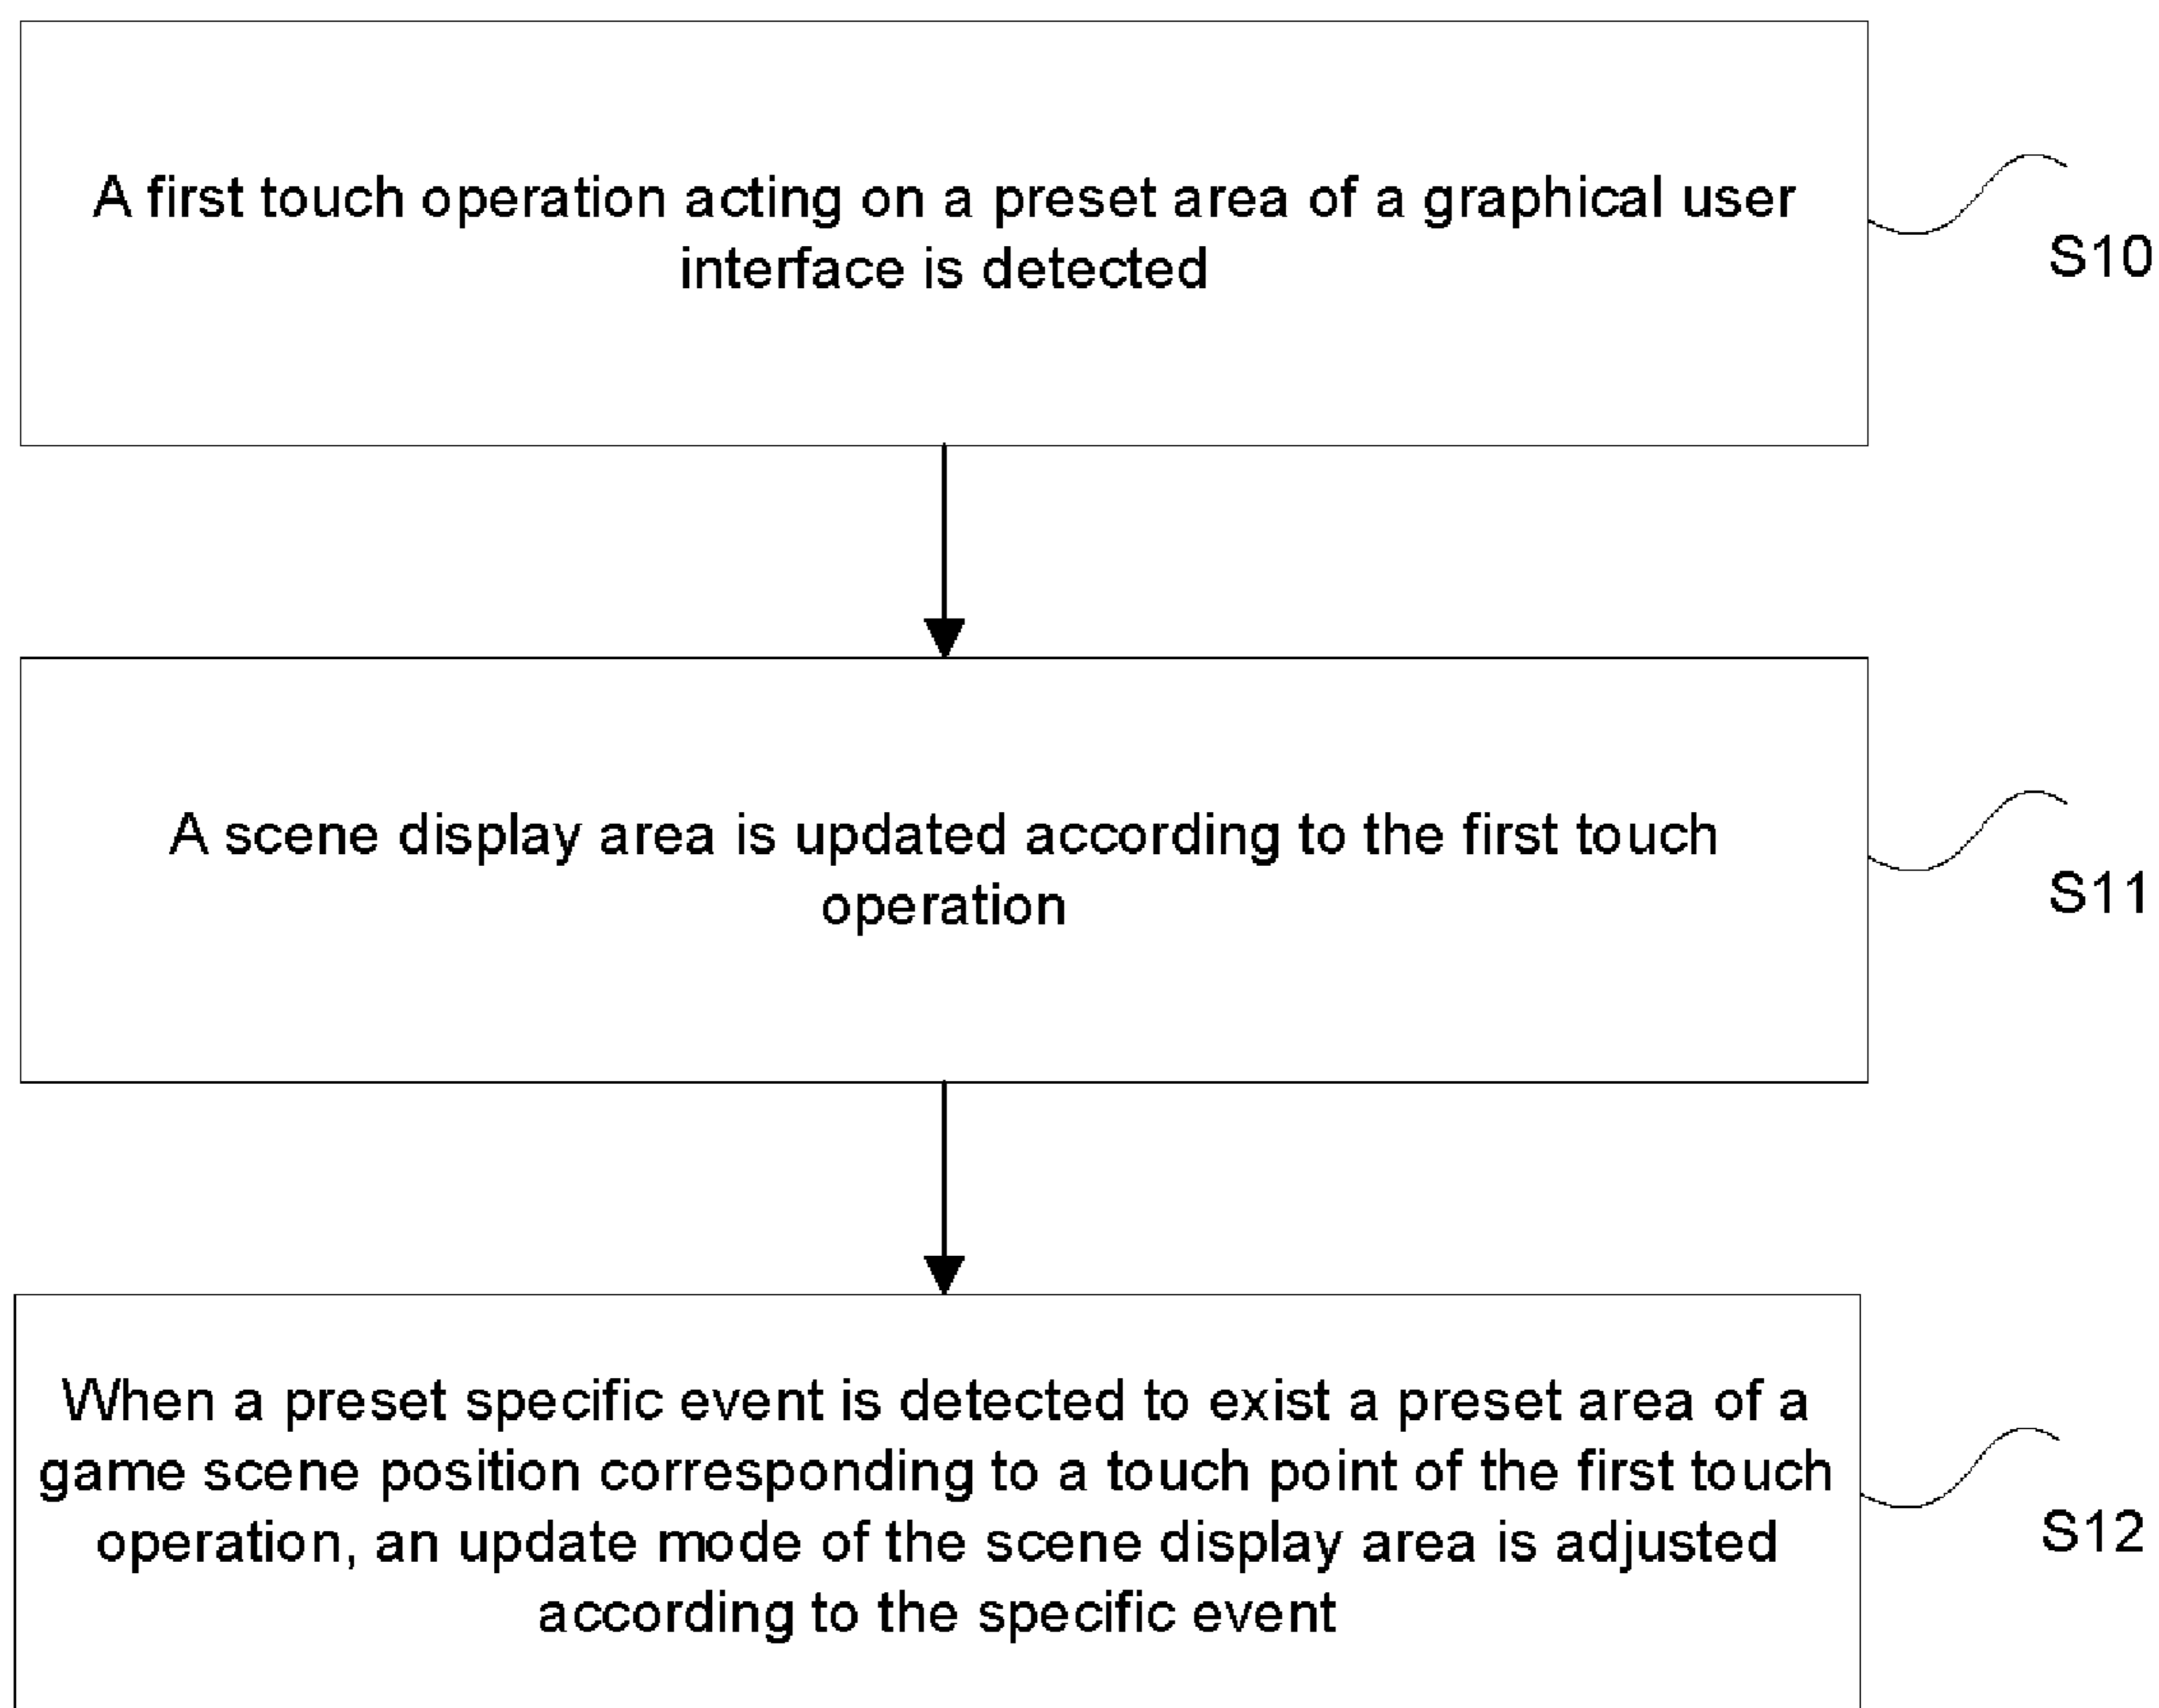 A first touch operation acting on a preset area of a graphical user
interface is detected
S10
A scene display area is updated according to the first touch
operation
S11
When a preset specific event is detected to exist a preset area of a
game scene position corresponding to a touch point of the first touch
operation, an update mode of the scene display area is adjusted
according to the specific event
S12